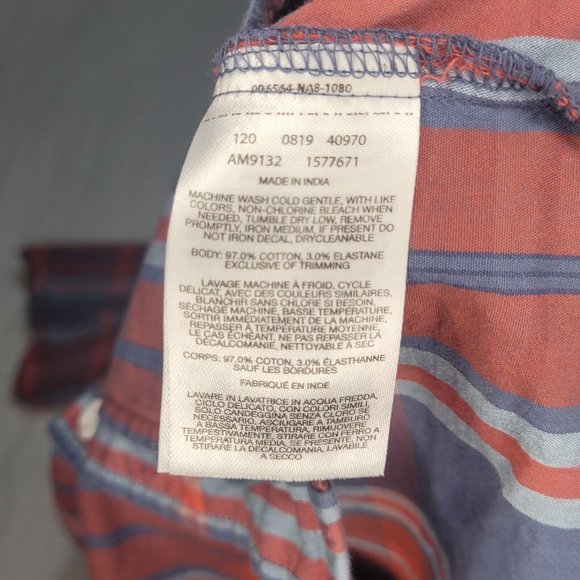 006564-NA8-1080
120 0819 40970
AM9132 1577671
MADE IN INDIA
MACHINE WASH COLD GENTLE, WITH LIKE
COLORS, NON-CHLORINE BLEACH WHEN
NEEDED, TUMBLE DRY LOW, REMOVE
PROMPTLY, IRON MEDIUM, IF PRESENT DO
NOT IRON DECAL, DRYCLEANABLE
BODY: 97.0% COTTON, 3.0% ELASTANE
EXCLUSIVE OF TRIMMING
LAVAGE MACHINE À FROID, CYCLE
DÉLICAT, AVEC DES COULEURS SIMILAIRES,
BLANCHIR SANS CHLORE SI BESOIN,
SÉCHAGE MACHINE, BASSE TEMPÉRATURE,
SORTIR IMMÉDIATEMENT DE LA MACHINE,
REPASSER À TEMPÉRATURE MOYENNE,
LE CAS ÉCHÉANT, NE PAS REPASSER LA
DÉCALCOMANIE, NETTOYABLE À SEC
CORPS: 97.0% COTON, 3.0% ÉLASTHANNE
SAUF LES BORDURES
FABRIQUÉ EN INDE
LAVARE IN LAVATRICE IN ACQUA FREDDA,
CICLO DELICATO, CON COLORI SIMILI,
SOLO CANDEGGINA SENZA CLORO SE
NECESSARIO, ASCIUGARE A TAMBURO
A BASSA TEMPERATURA, RIMUOVERE
TEMPESTIVAMENTE, STIRARE CON FERRO A
TEMPERATURA MEDIA, SE PRESENTE, NON
STIRARE LA DECALCOMANIA, LAVABILE
A SECCO